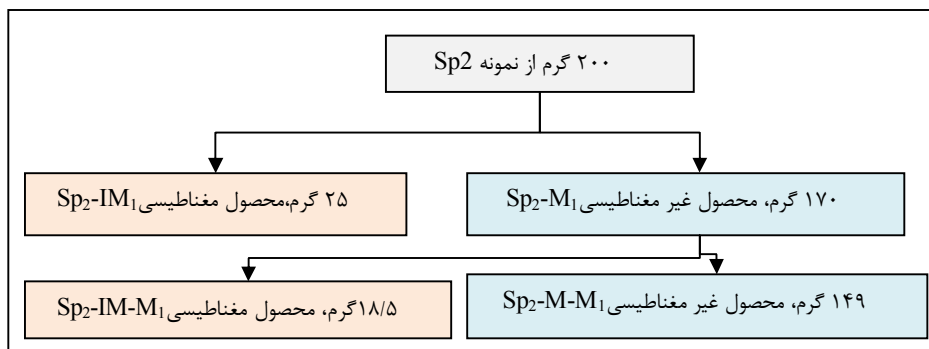 ۲۰۰ گرم از نمونه Sp2
۲۵ گرم،محصول مغناطیسیSp₂-IM₁
۱۷۰ گرم، محصول غیر مغناطیسیSp₂-M₁
۱۸/۵گرم، محصول مغناطیسیSp₂-IM-M₁
۱۴۹ گرم، محصول غیر مغناطیسیSp₂-M-M₁